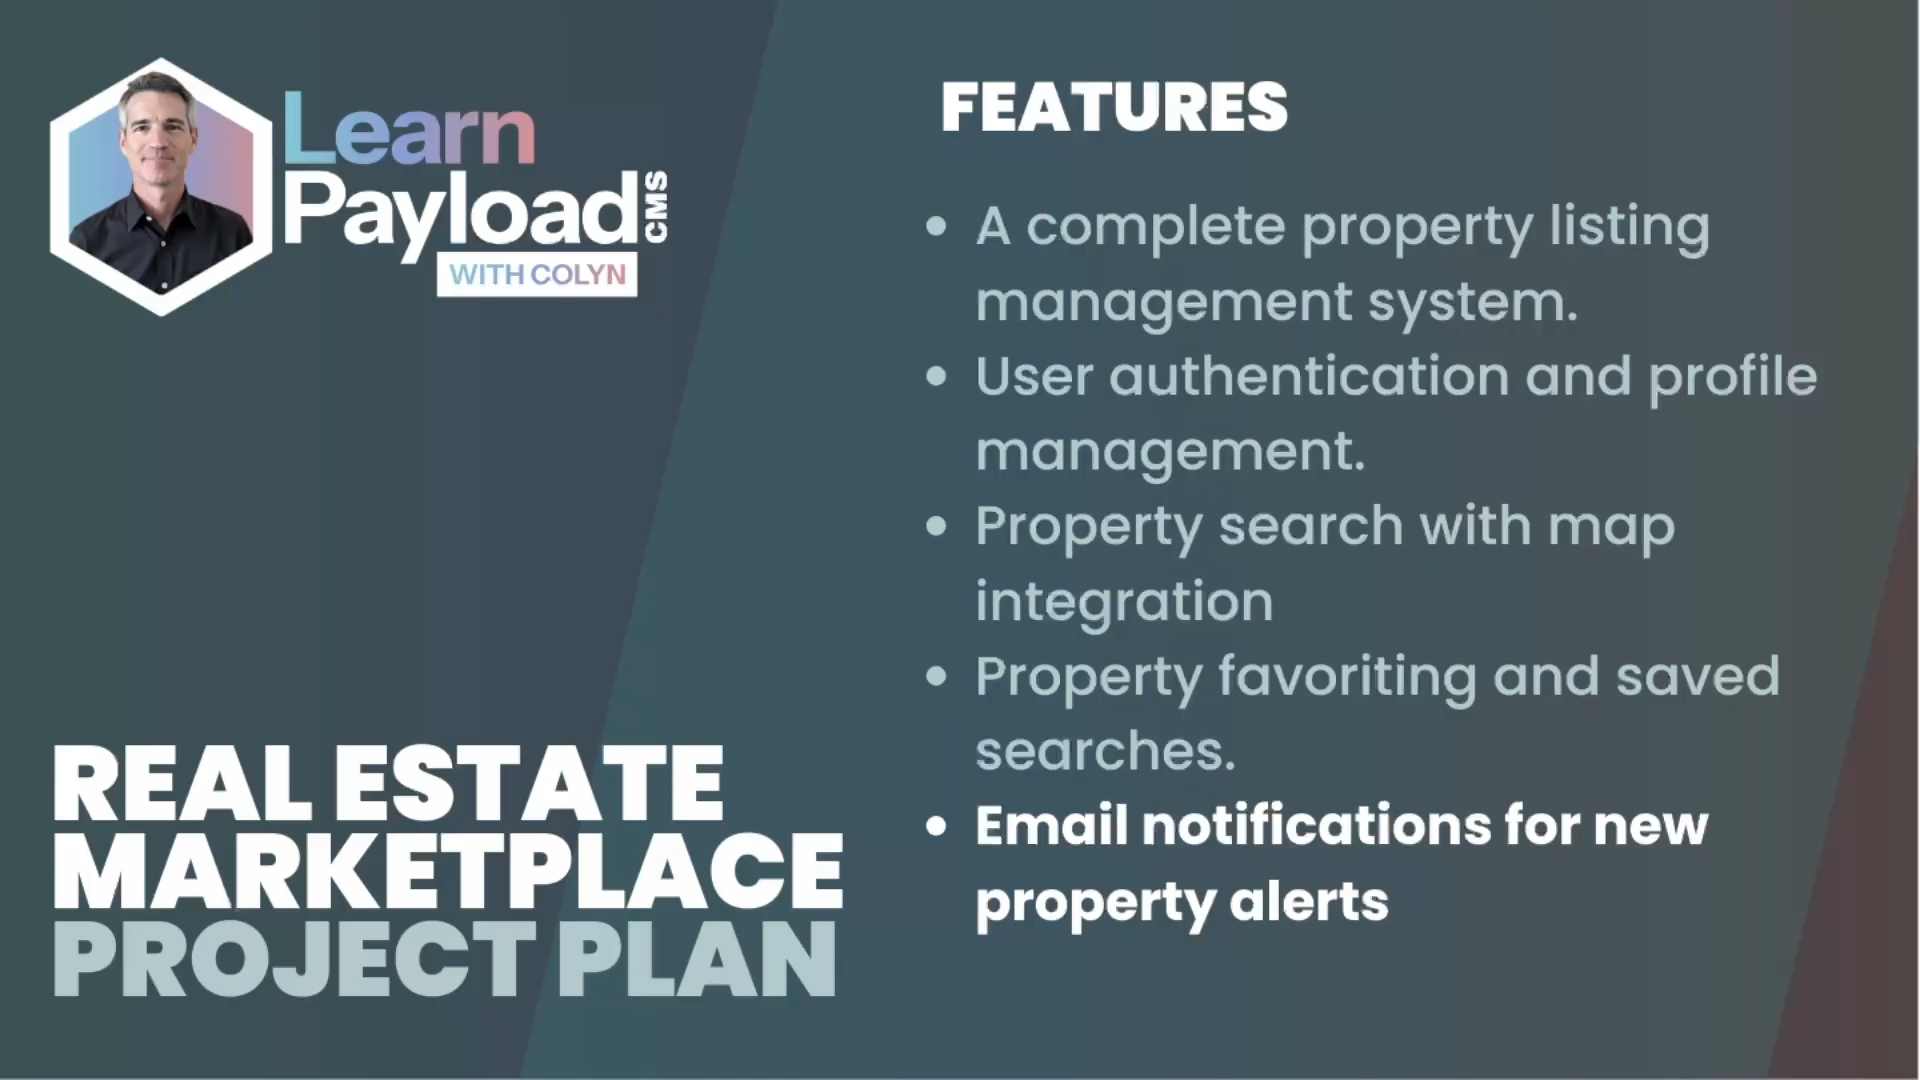 Learn
Payload
CMS
WITH COLYN
REAL ESTATE
MARKETPLACE
PROJECT PLAN
FEATURES
• A complete property listing
management system.
• User authentication and profile
management.
• Property search with map
integration
• Property favoriting and saved
searches.
• Email notifications for new
property alerts